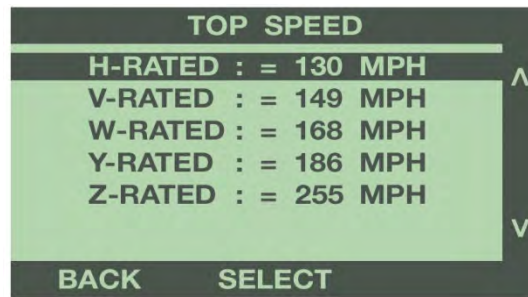 TOP SPEED
H-RATED : = 130 MPH
V-RATED : = 149 MPH
W-RATED : = 168 MPH
Y-RATED : = 186 MPH
Z-RATED : = 255 MPH
BACK SELECT